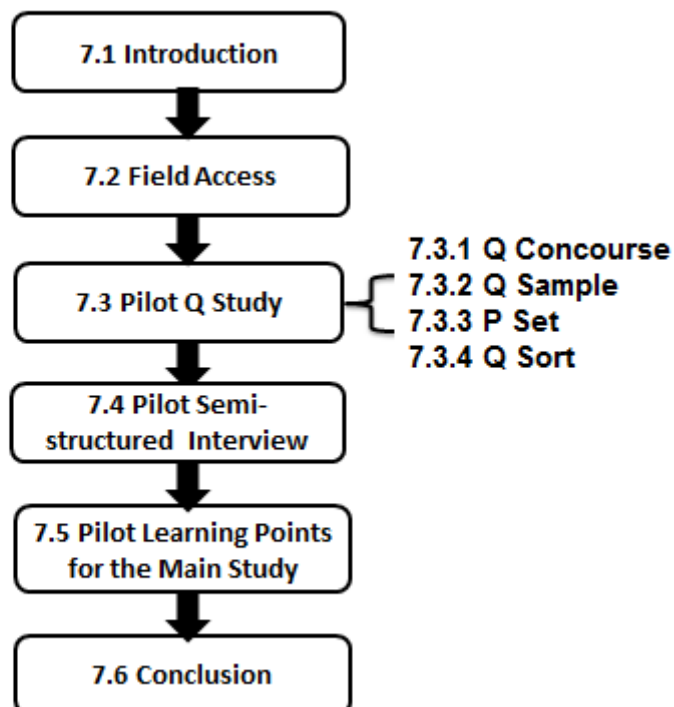 7.1 Introduction
7.2 Field Access
7.3 Pilot Q Study
7.3.1 Q Concourse
7.3.2 Q Sample
7.3.3 P Set
7.3.4 Q Sort
7.4 Pilot Semi-
structured Interview
7.5 Pilot Learning Points
for the Main Study
7.6 Conclusion